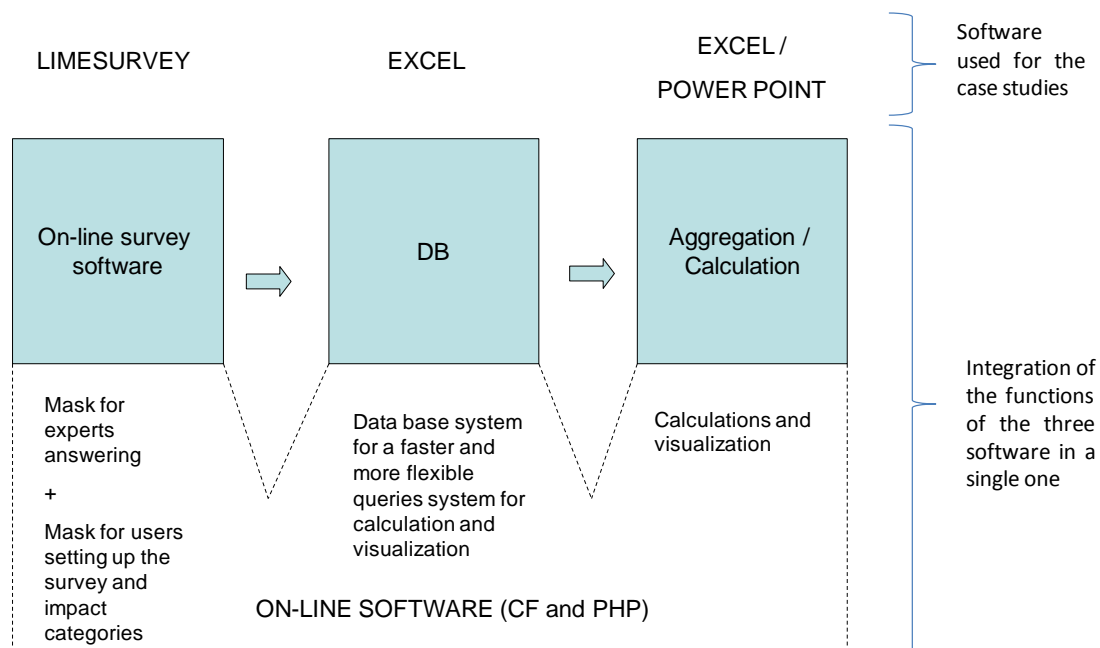 LIMESURVEY
EXCEL
EXCEL /
POWER POINT
Software
used for the
case studies
On-line survey
software
DB
Aggregation /
Calculation
Mask for
experts
answering
+
Mask for users
setting up the
survey and
impact
categories
Data base system
for a faster and
more flexible
queries system for
calculation and
visualization
Calculations and
visualization
Integration of
the functions
of the three
software in a
single one
ON-LINE SOFTWARE (CF and PHP)